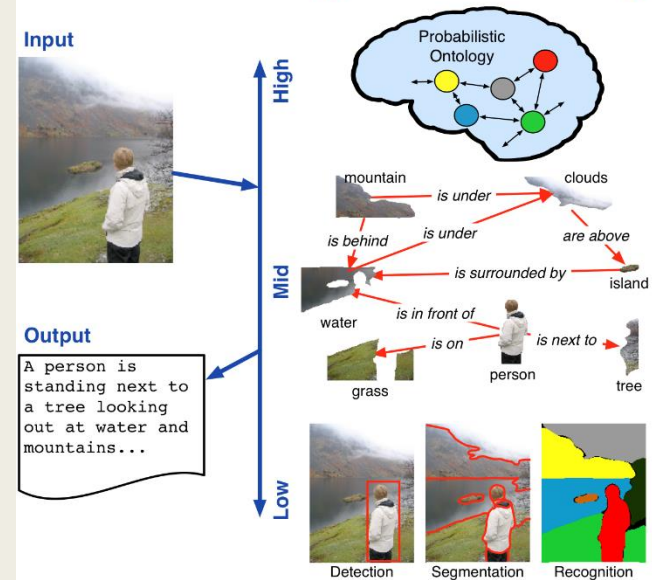 Input
High
Mid
Low
Output
A person is
standing next to
a tree looking
out at water and
mountains...
Probabilistic
Ontology
mountain
clouds
is under
is under
is behind
are above
is surrounded by
island
water
is in front of
is on
is next to
grass
person
tree
Detection
Segmentation
Recognition